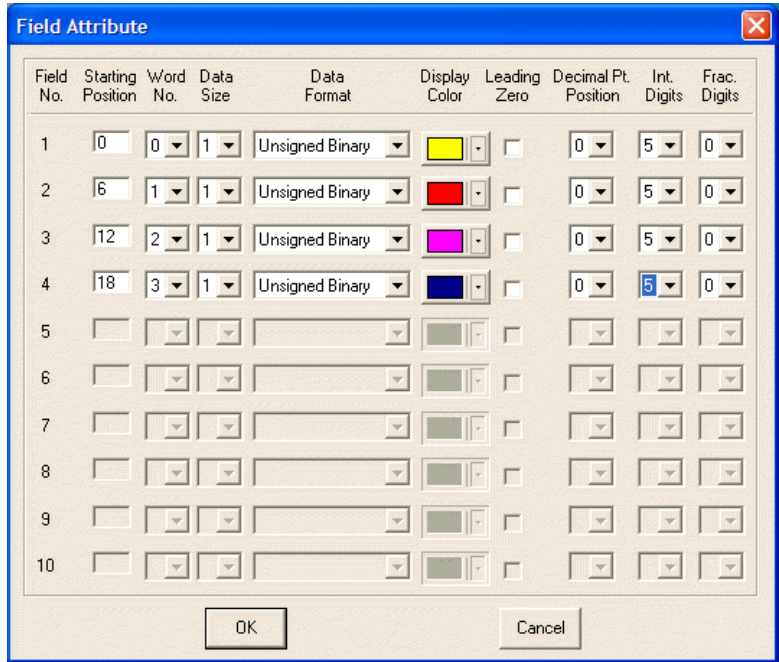 Field Attribute
Field No. Starting Position Word No. Data Size Data Format Display Color Leading Zero Decimal Pt. Position Int. Digits Frac. Digits
1 0 0 1 Unsigned Binary 0 5 0
2 6 1 1 Unsigned Binary 0 5 0
3 12 2 1 Unsigned Binary 0 5 0
4 18 3 1 Unsigned Binary 0 5 0
5
6
7
8
9
10
OK Cancel